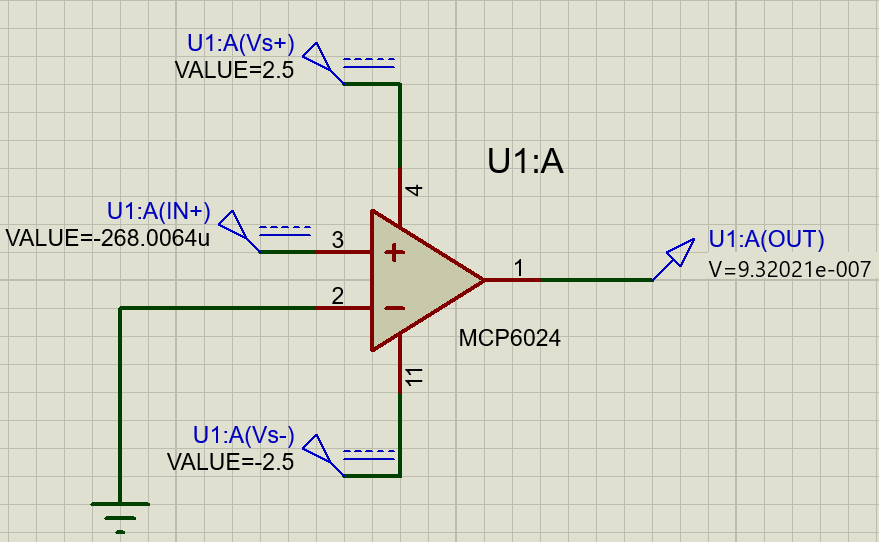 U1:A(Vs+)
VALUE=2.5
U1:A
4
U1:A(IN+)
VALUE=-268.0064u
3
+
1
U1:A(OUT)
V=9.32021e-007
2
−
MCP6024
11
U1:A(Vs-)
VALUE=-2.5